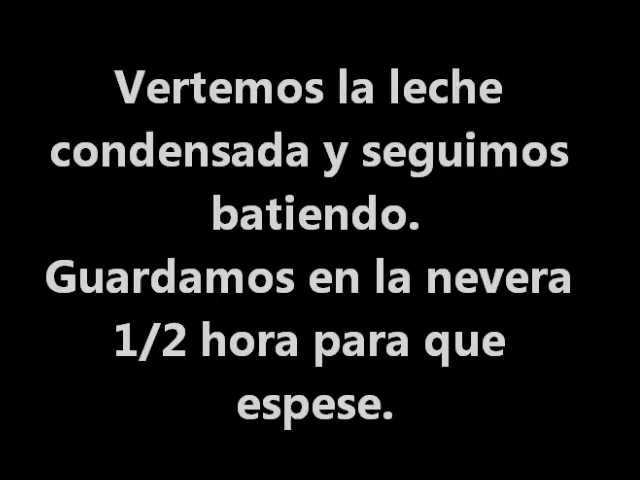 Vertemos la leche
condensada y seguimos
batiendo.
Guardamos en la nevera
1/2 hora para que
espese.